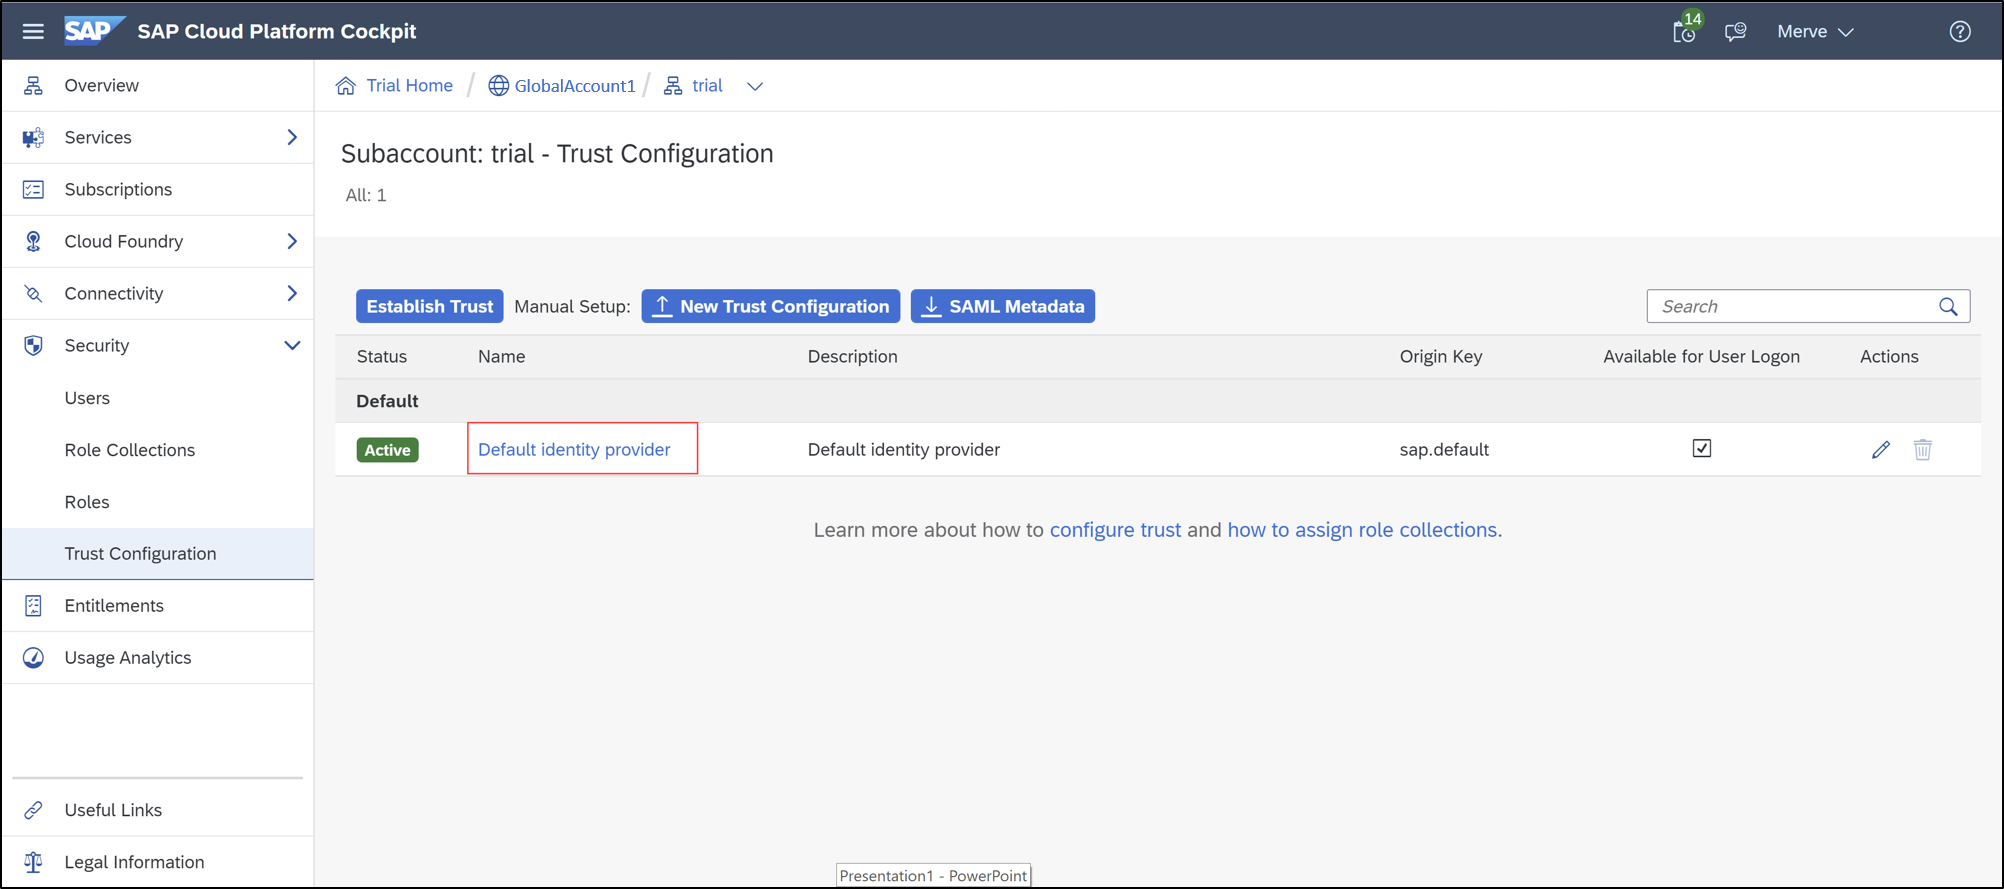 SAP SAP Cloud Platform Cockpit 14 Merve
Overview
Services
Subscriptions
Cloud Foundry
Connectivity
Security
Users
Role Collections
Roles
Trust Configuration
Entitlements
Usage Analytics
Useful Links
Legal Information
Trial Home / GlobalAccount1 / trial
Subaccount: trial - Trust Configuration
All: 1
Establish Trust Manual Setup: New Trust Configuration SAML Metadata Search
Status Name Description Origin Key Available for User Logon Actions
Default
Active Default identity provider Default identity provider sap.default
Learn more about how to configure trust and how to assign role collections.
Presentation1 - PowerPoint